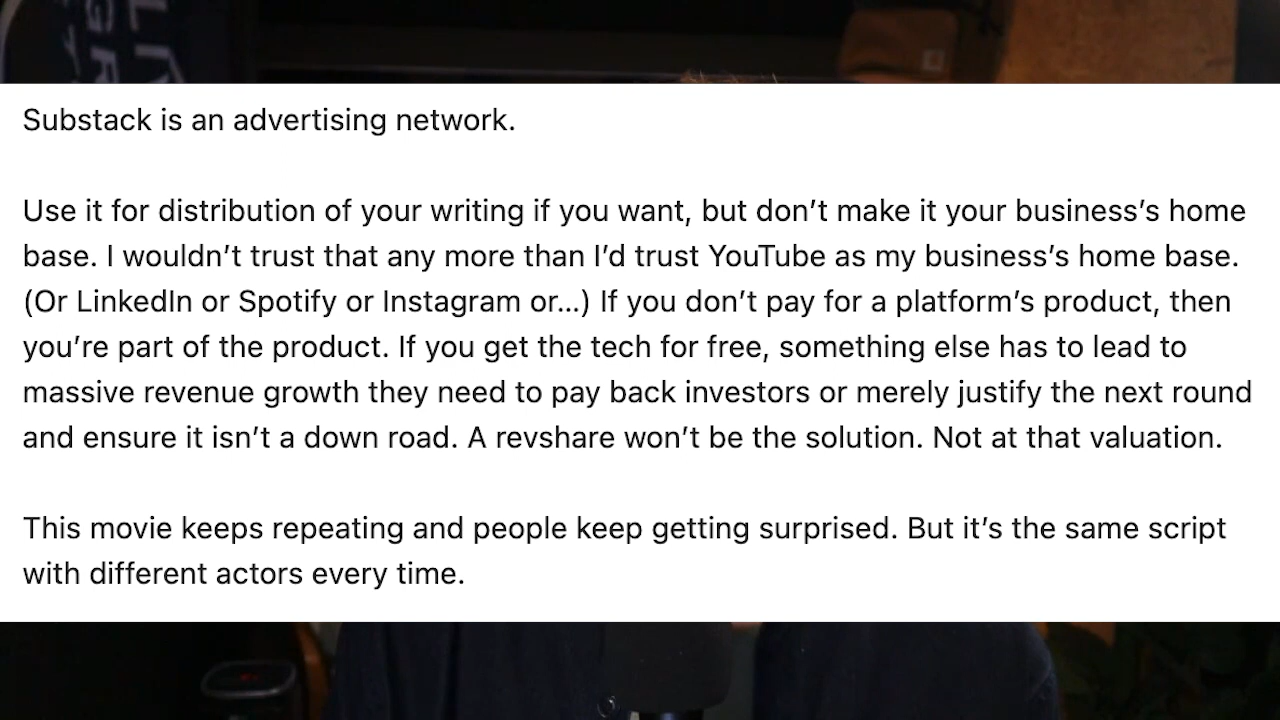 Substack is an advertising network.
Use it for distribution of your writing if you want, but don’t make it your business’s home
base. I wouldn’t trust that any more than I’d trust YouTube as my business’s home base.
(Or LinkedIn or Spotify or Instagram or...) If you don’t pay for a platform’s product, then
you’re part of the product. If you get the tech for free, something else has to lead to
massive revenue growth they need to pay back investors or merely justify the next round
and ensure it isn’t a down road. A revshare won’t be the solution. Not at that valuation.
This movie keeps repeating and people keep getting surprised. But it’s the same script
with different actors every time.